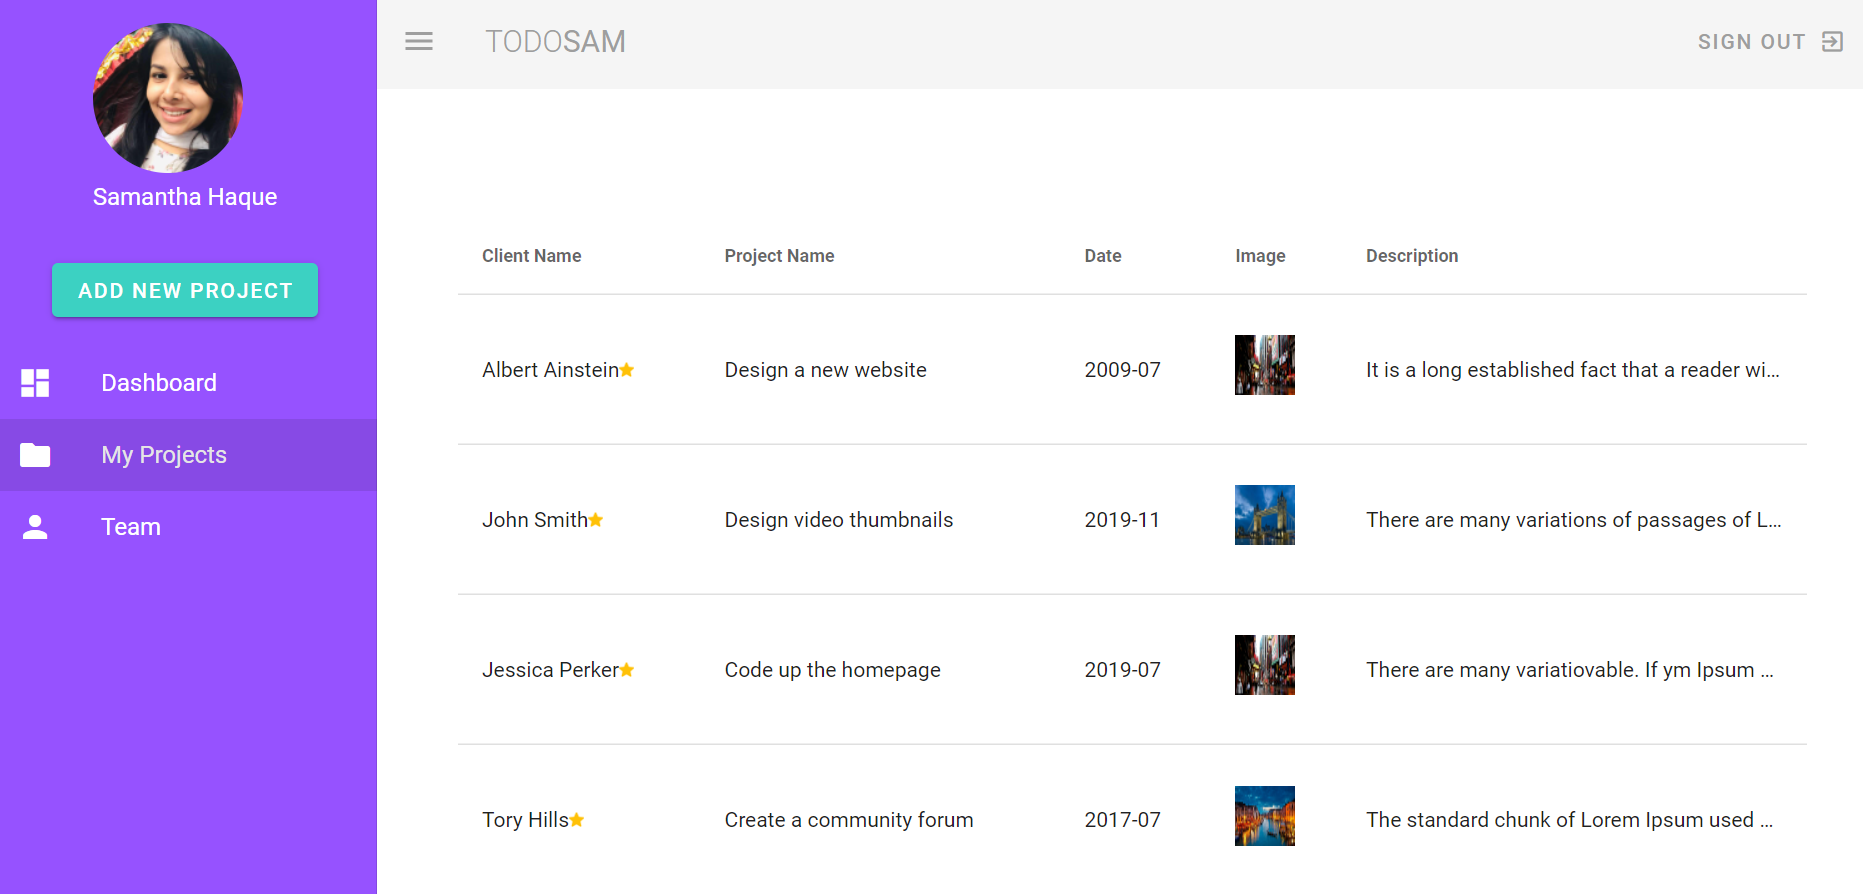 Samantha Haque
ADD NEW PROJECT
Dashboard
My Projects
Team
TODOSAM
SIGN OUT
Client Name Project Name Date Image Description
Albert Ainstein Design a new website 2009-07 It is a long established fact that a reader wi...
John Smith Design video thumbnails 2019-11 There are many variations of passages of L...
Jessica Perker Code up the homepage 2019-07 There are many variatiovable. If ym Ipsum ...
Tory Hills Create a community forum 2017-07 The standard chunk of Lorem Ipsum used ...